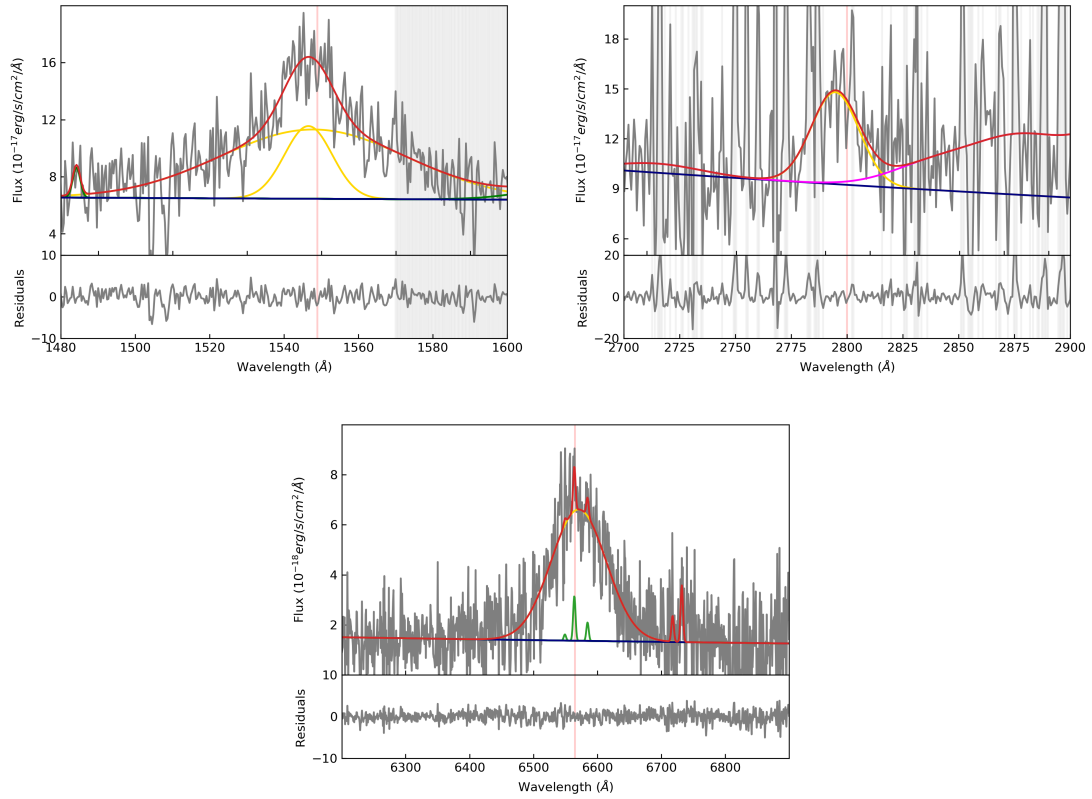 16
12
8
4
Flux (10⁻¹⁷erg/s/cm²/Å)
10
0
−10
Residuals
1480 1500 1520 1540 1560 1580 1600
Wavelength (Å)
18
15
12
9
6
Flux (10⁻¹⁷erg/s/cm²/Å)
20
0
−20
Residuals
2700 2725 2750 2775 2800 2825 2850 2875 2900
Wavelength (Å)
8
6
4
2
Flux (10⁻¹⁸erg/s/cm²/Å)
10
0
−10
Residuals
6300 6400 6500 6600 6700 6800
Wavelength (Å)